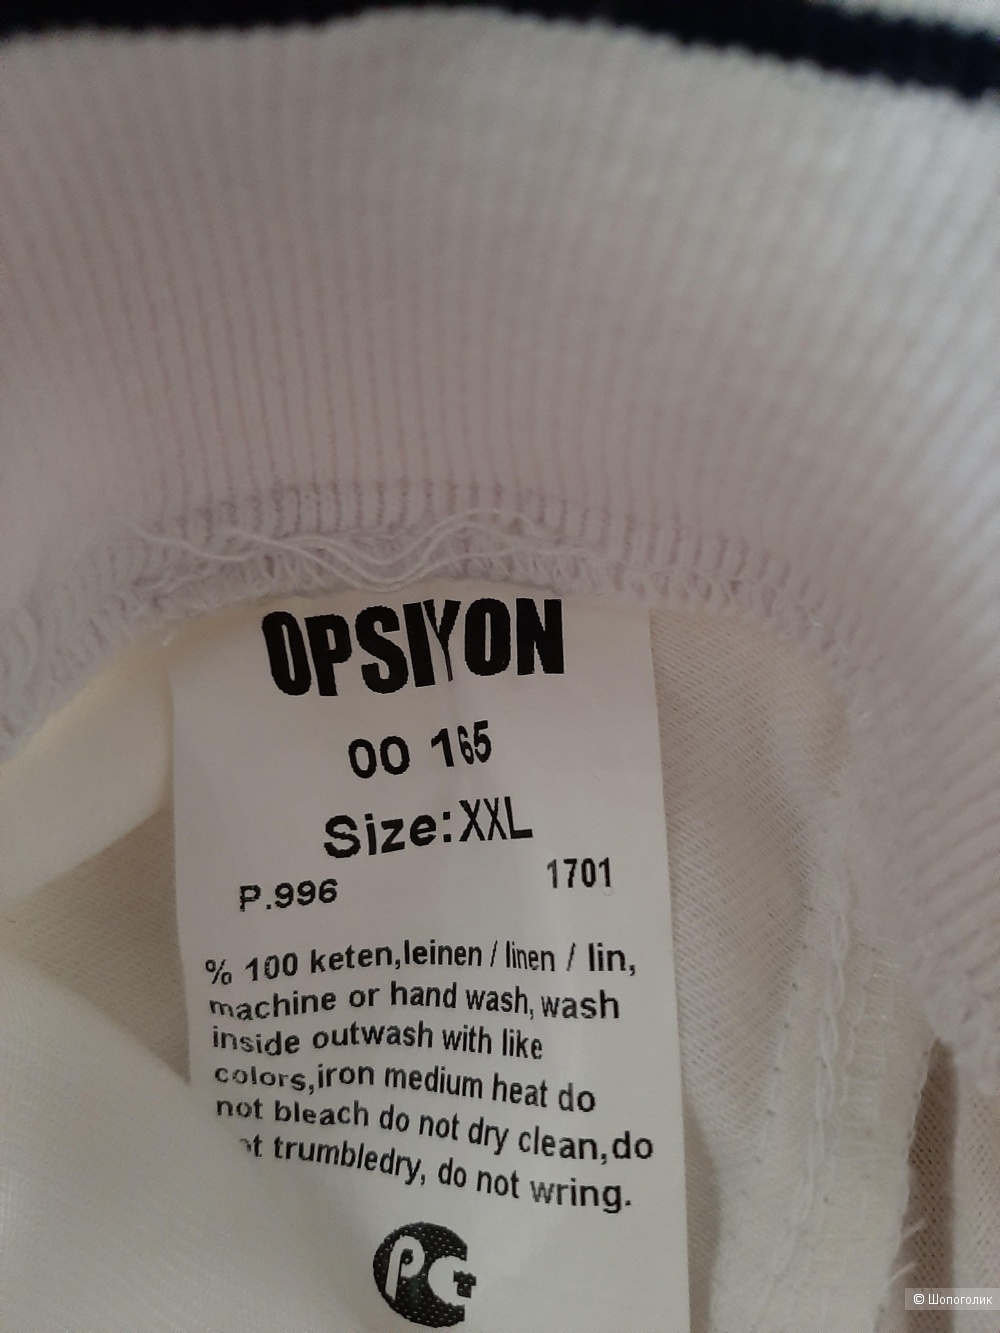 OPSIYON
00 165
Size:XXL
P.996 1701
% 100 keten,leinen / linen / lin,
machine or hand wash, wash
inside outwash with like
colors,iron medium heat do
not bleach do not dry clean,do
trumbledry, do not wring.
© Шопоголик